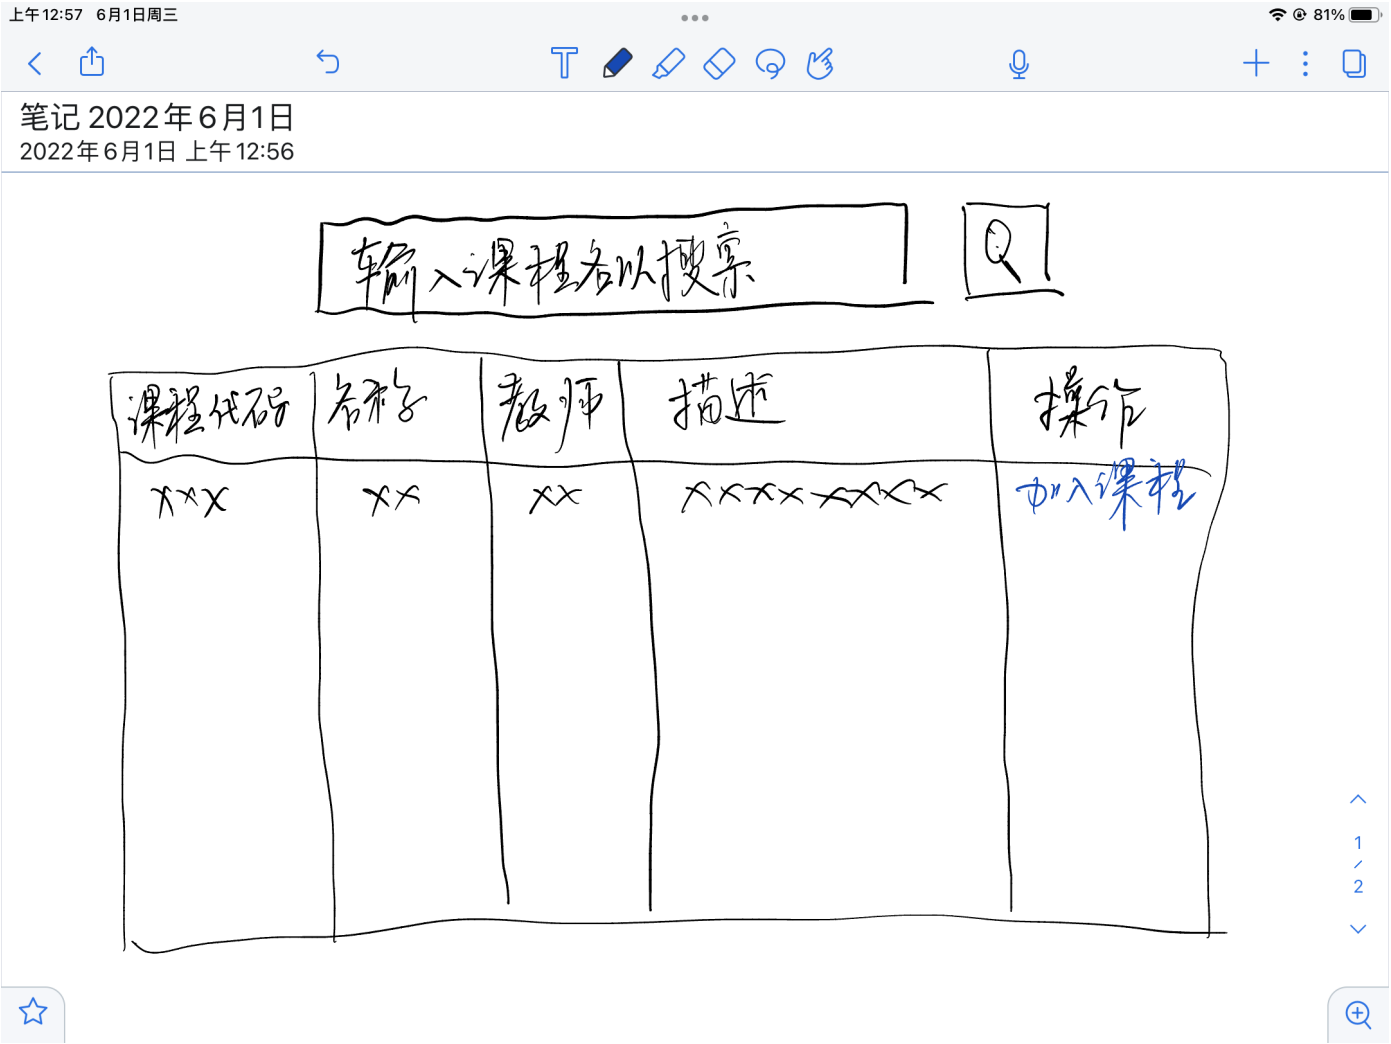 上午12:57 6月1日周三
81%
笔记 2022年6月1日
2022年6月1日 上午12:56
输入课程名以搜索
课程代码 名称 教师 描述 操作
xxx xx xx xxxxxxxx 加入课程
1
/
2